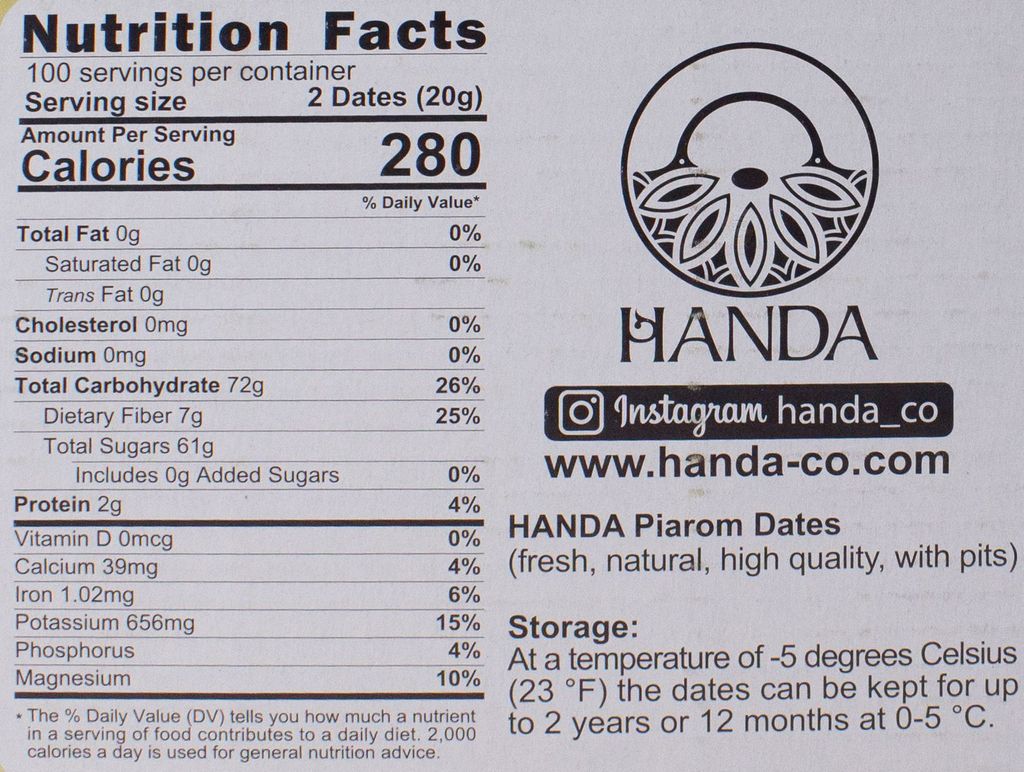 Nutrition Facts
100 servings per container
Serving size 2 Dates (20g)
Amount Per Serving
Calories 280
% Daily Value*
Total Fat 0g 0%
Saturated Fat 0g 0%
Trans Fat 0g
Cholesterol 0mg 0%
Sodium 0mg 0%
Total Carbohydrate 72g 26%
Dietary Fiber 7g 25%
Total Sugars 61g
Includes 0g Added Sugars 0%
Protein 2g 4%
Vitamin D 0mcg 0%
Calcium 39mg 4%
Iron 1.02mg 6%
Potassium 656mg 15%
Phosphorus 4%
Magnesium 10%
* The % Daily Value (DV) tells you how much a nutrient
in a serving of food contributes to a daily diet. 2,000
calories a day is used for general nutrition advice.
HANDA
Instagram handa_co
www.handa-co.com
HANDA Piarom Dates
(fresh, natural, high quality, with pits)
Storage:
At a temperature of -5 degrees Celsius
(23 °F) the dates can be kept for up
to 2 years or 12 months at 0-5 °C.